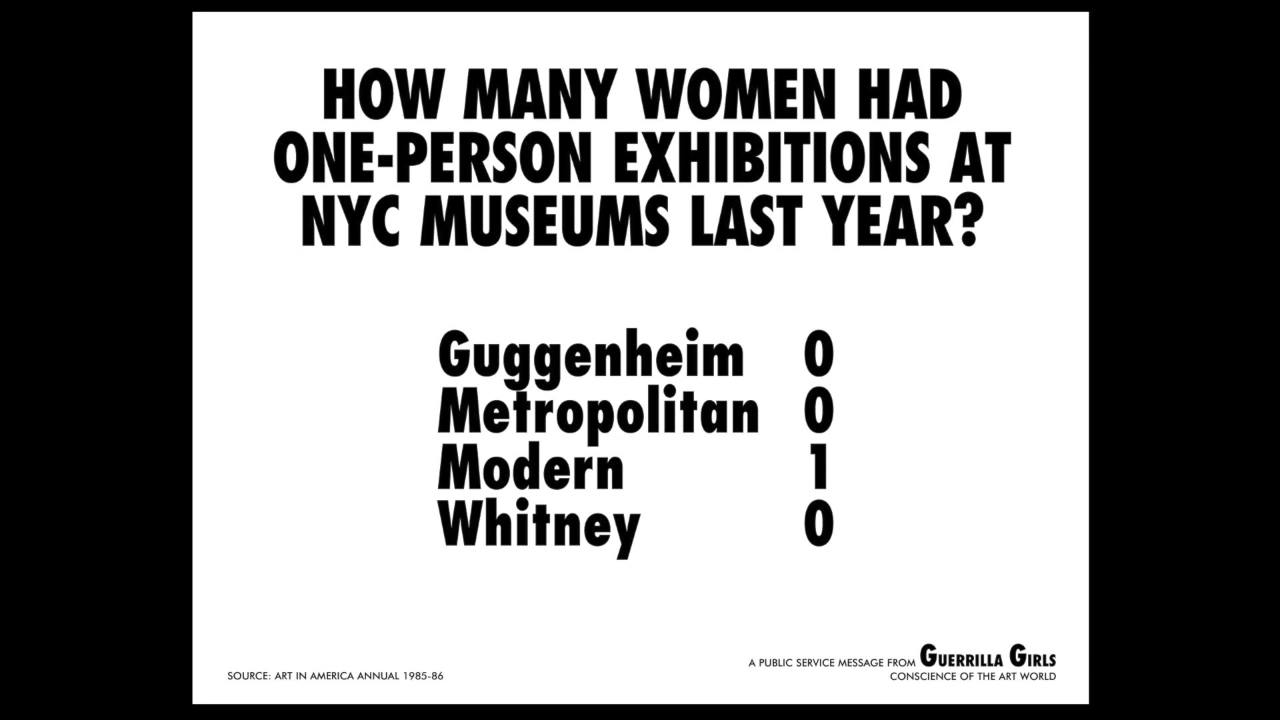 HOW MANY WOMEN HAD
ONE-PERSON EXHIBITIONS AT
NYC MUSEUMS LAST YEAR?
Guggenheim 0
Metropolitan 0
Modern 1
Whitney 0
SOURCE: ART IN AMERICA ANNUAL 1985-86
A PUBLIC SERVICE MESSAGE FROM GUERRILLA GIRLS
CONSCIENCE OF THE ART WORLD